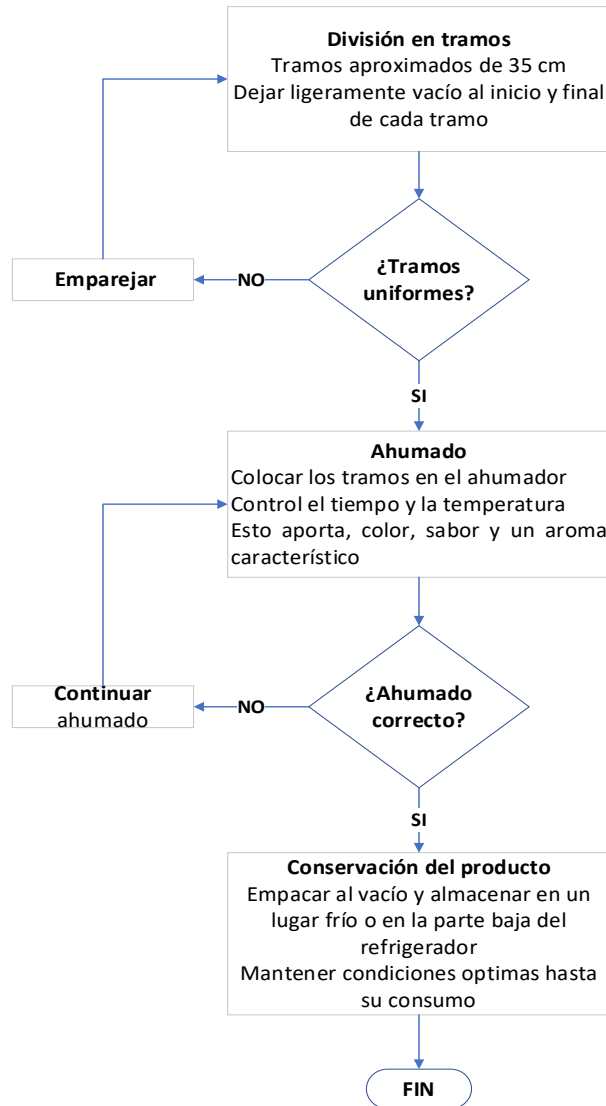 División en tramos
Tramos aproximados de 35 cm
Dejar ligeramente vacío al inicio y final
de cada tramo
¿Tramos
uniformes?
NO
Emparejar
SI
Ahumado
Colocar los tramos en el ahumador
Control el tiempo y la temperatura
Esto aporta, color, sabor y un aroma
característico
¿Ahumado
correcto?
NO
Continuar
ahumado
SI
Conservación del producto
Empacar al vacío y almacenar en un
lugar frío o en la parte baja del
refrigerador
Mantener condiciones optimas hasta
su consumo
FIN